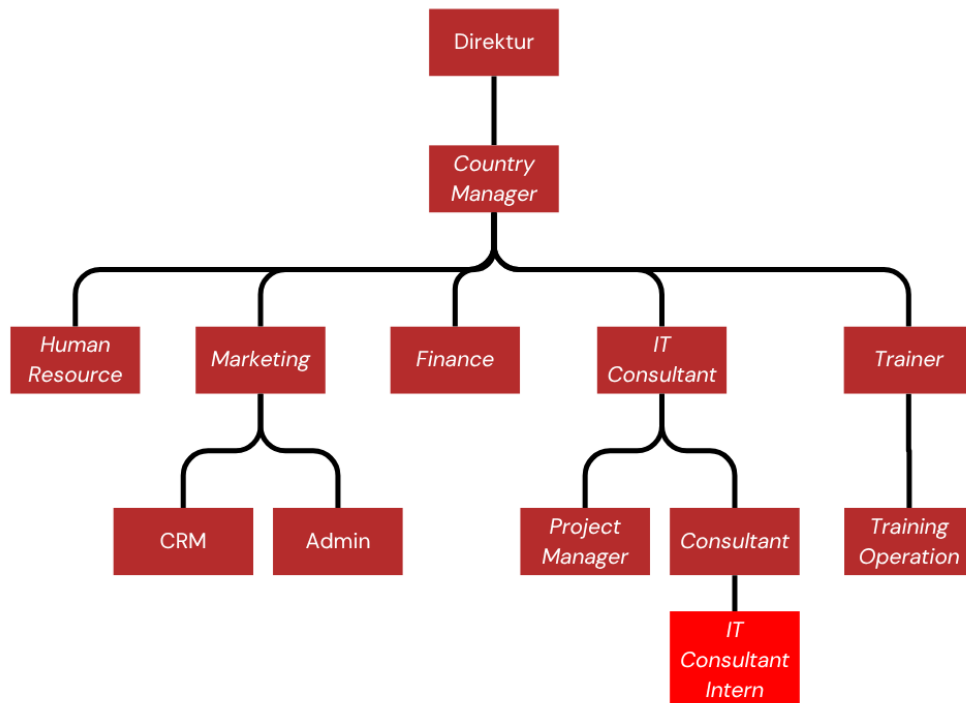 Direktur
Country
Manager
Human
Resource
Marketing
Finance
IT
Consultant
Trainer
CRM
Admin
Project
Manager
Consultant
Training
Operation
IT
Consultant
Intern